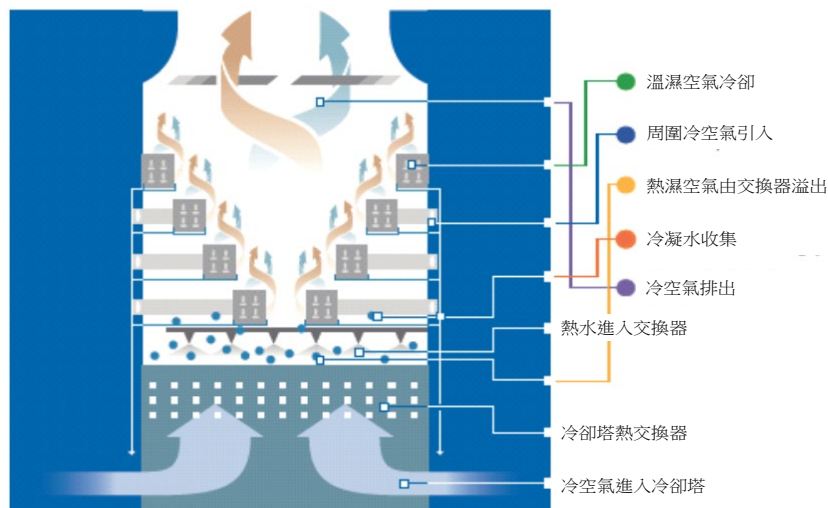 溫濕空氣冷卻
周圍冷空氣引入
熱濕空氣由交換器溢出
冷凝水收集
冷空氣排出
熱水進入交換器
冷卻塔熱交換器
冷空氣進入冷卻塔